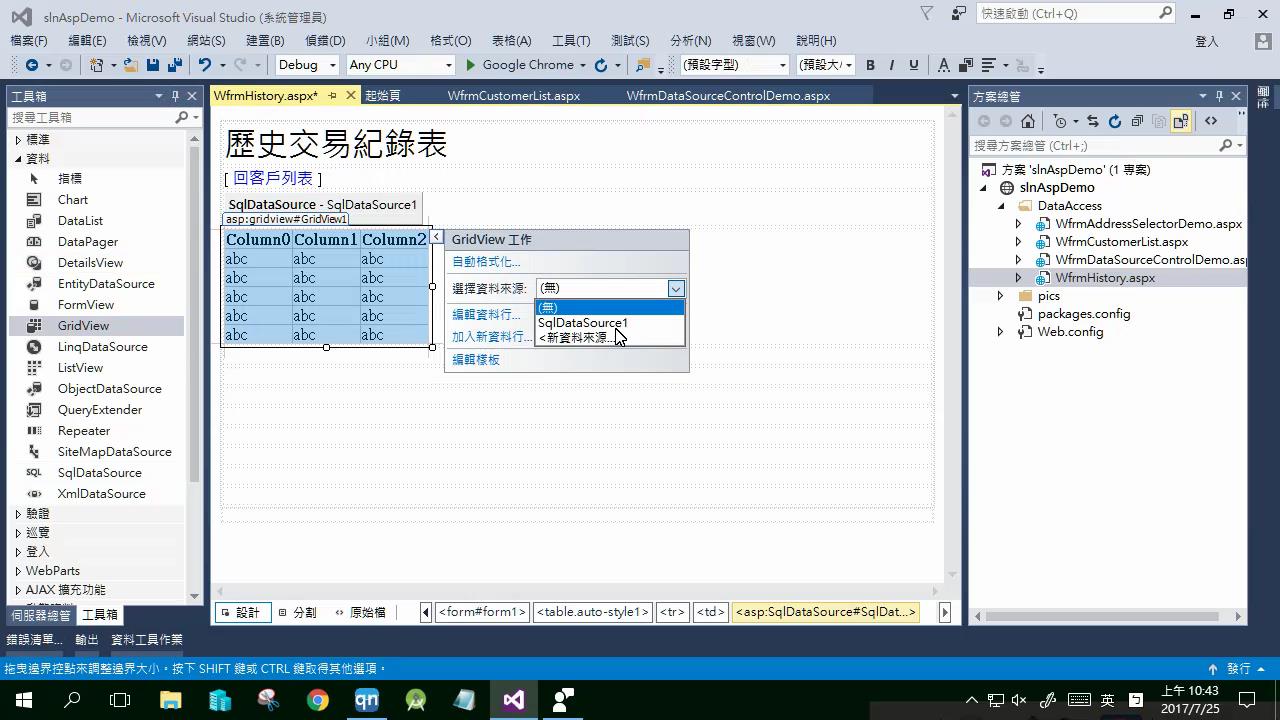 slnAspDemo - Microsoft Visual Studio (系統管理員)
快速啟動 (Ctrl+Q)
檔案(F) 編輯(E) 檢視(V) 網站(S) 建置(B) 偵錯(D) 小組(M) 格式(O) 表格(A) 工具(T) 測試(S) 分析(N) 視窗(W) 說明(H) 登入
Debug Any CPU Google Chrome (預設字型) (預設大/ B I U A
工具箱
搜尋工具箱
標準
資料
指標
Chart
DataList
DataPager
DetailsView
EntityDataSource
FormView
GridView
LinqDataSource
ListView
ObjectDataSource
QueryExtender
Repeater
SiteMapDataSource
SQL SqlDataSource
XmlDataSource
驗證
巡覽
登入
WebParts
AJAX 擴充功能
伺服器總管 工具箱
WfrmHistory.aspx* 起始頁 WfrmCustomerList.aspx WfrmDataSourceControlDemo.aspx
歷史交易紀錄表
[ 回客戶列表 ]
SqlDataSource - SqlDataSource1
asp:gridview#GridView1
Column0 Column1 Column2
abc abc abc
abc abc abc
abc abc abc
abc abc abc
abc abc abc
GridView 工作
自動格式化...
選擇資料來源: (無)
(無)
SqlDataSource1
<新資料來源...
編輯資料行...
加入新資料行...
編輯樣板
設計 分割 原始檔 <form#form1> <table.auto-style1> <tr> <td> <asp:SqlDataSource#SqlDat...>
方案總管
搜尋方案總管 (Ctrl+;)
方案 'slnAspDemo' (1 專案)
slnAspDemo
DataAccess
WfrmAddressSelectorDemo.aspx
WfrmCustomerList.aspx
WfrmDataSourceControlDemo.asp
WfrmHistory.aspx
pics
packages.config
Web.config
錯誤清單... 輸出 資料工具作業
拖曳邊界控點來調整邊界大小。按下 SHIFT 鍵或 CTRL 鍵取得其他選項。 發行
qn 英 上午 10:43
2017/7/25